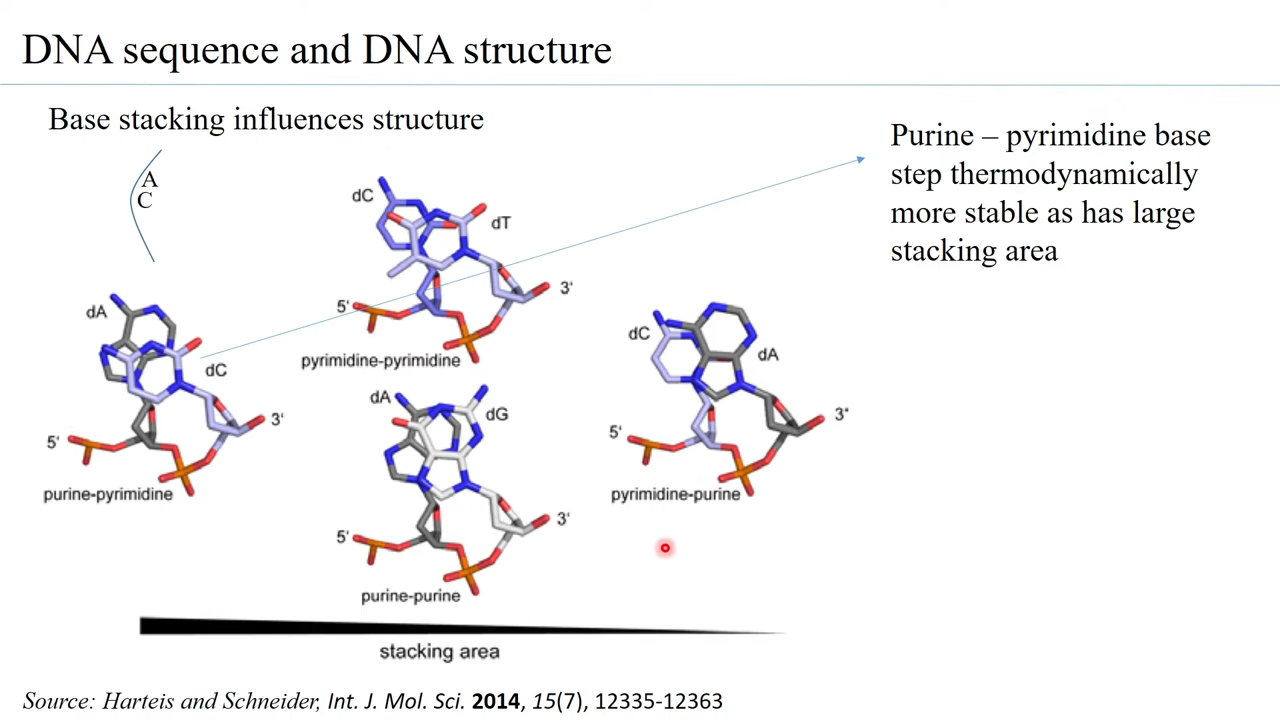 DNA sequence and DNA structure
Base stacking influences structure
A
C
Purine – pyrimidine base
step thermodynamically
more stable as has large
stacking area
dC
dT
5'
3'
pyrimidine-pyrimidine
dA
dC
5'
3'
purine-pyrimidine
dA
dG
5'
3'
purine-purine
dC
dA
5'
3'
pyrimidine-purine
stacking area
Source: Harteis and Schneider, Int. J. Mol. Sci. 2014, 15(7), 12335-12363